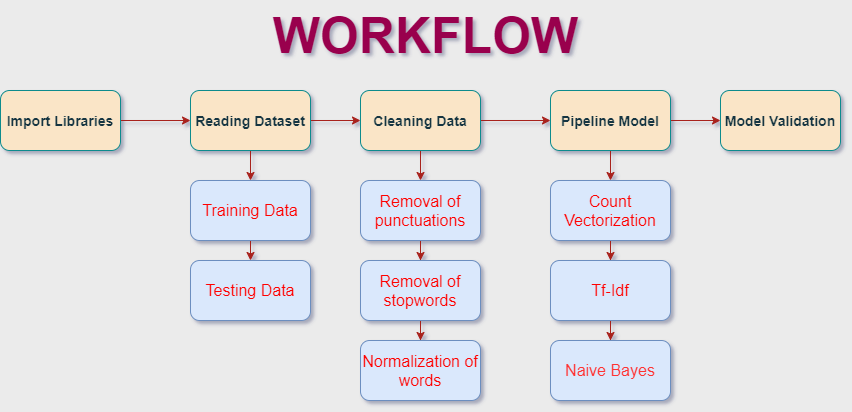 WORKFLOW
Import Libraries
Reading Dataset
Cleaning Data
Pipeline Model
Model Validation
Training Data
Removal of
punctuations
Count
Vectorization
Testing Data
Removal of
stopwords
Tf-Idf
Normalization of
words
Naive Bayes